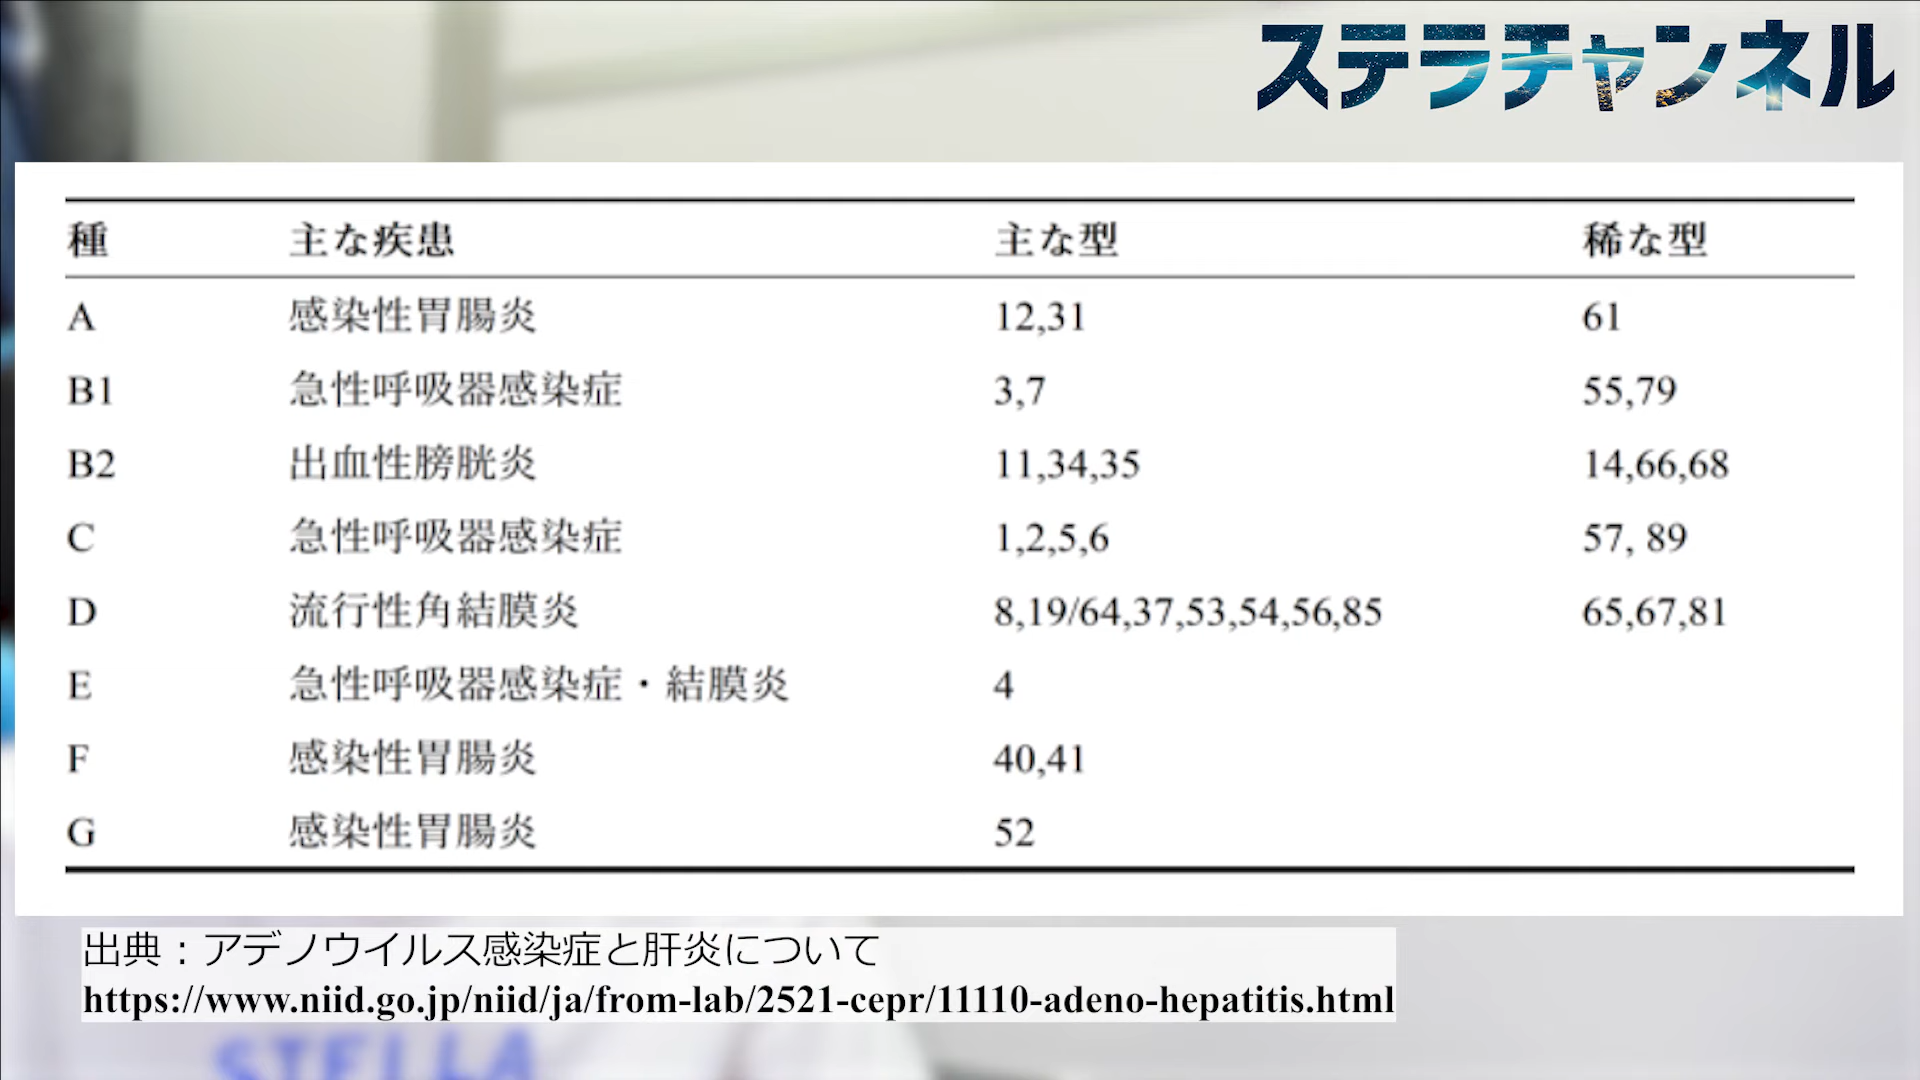 ステラチャンネル
種 主な疾患 主な型 稀な型
A 感染性胃腸炎 12,31 61
B1 急性呼吸器感染症 3,7 55,79
B2 出血性膀胱炎 11,34,35 14,66,68
C 急性呼吸器感染症 1,2,5,6 57, 89
D 流行性角結膜炎 8,19/64,37,53,54,56,85 65,67,81
E 急性呼吸器感染症・結膜炎 4
F 感染性胃腸炎 40,41
G 感染性胃腸炎 52
出典：アデノウイルス感染症と肝炎について
https://www.niid.go.jp/niid/ja/from-lab/2521-cepr/11110-adeno-hepatitis.html
STELLA